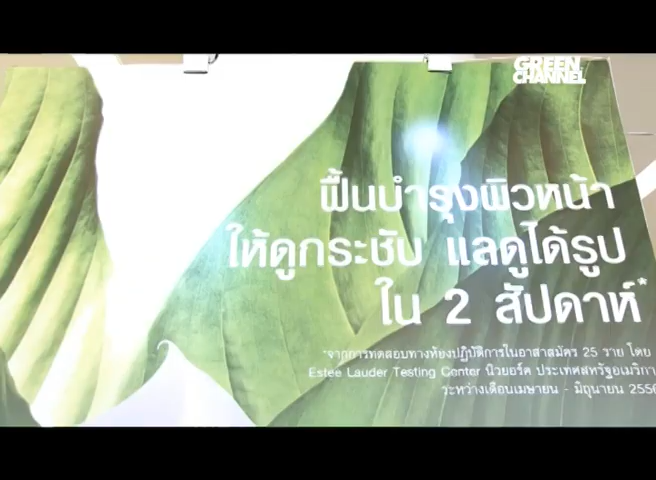 GREEN
CHANNEL
ฟื้นบำรุงผิวหน้า
ให้ดูกระชับ แลดูได้รูป
ใน 2 สัปดาห์*
*จากการทดสอบทางห้องปฏิบัติการในอาสาสมัคร 25 ราย โดย
Estee Lauder Testing Center นิวยอร์ค ประเทศสหรัฐอเมริกา
ระหว่างเดือนเมษายน - มิถุนายน 2556